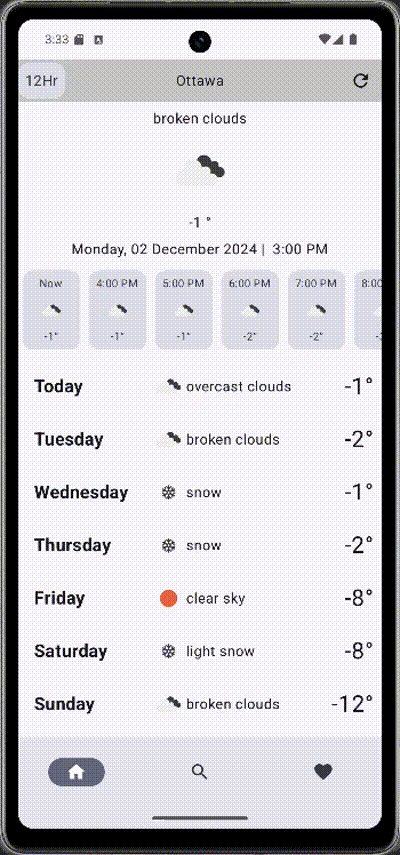 3:33
12Hr Ottawa
broken clouds
-1 °
Monday, 02 December 2024 | 3:00 PM
Now 4:00 PM 5:00 PM 6:00 PM 7:00 PM 8:00
-1° -1° -1° -2° -2°
Today overcast clouds -1°
Tuesday broken clouds -2°
Wednesday snow -1°
Thursday snow -2°
Friday clear sky -8°
Saturday light snow -8°
Sunday broken clouds -12°